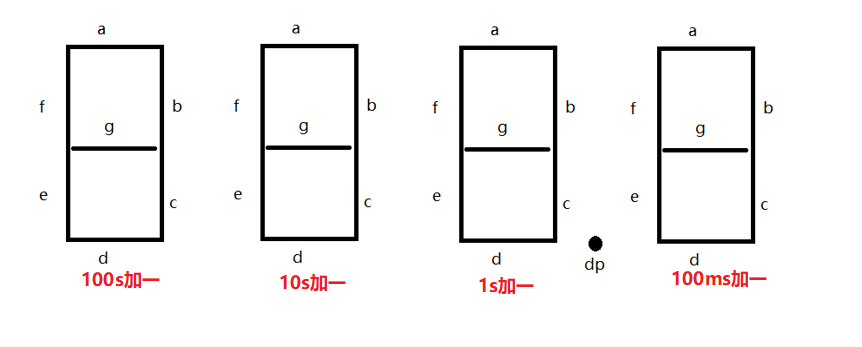 a a a a
f b f b f b f b
g g g g
e c e c e c e c
d d d dp d
100s加一 10s加一 1s加一 100ms加一